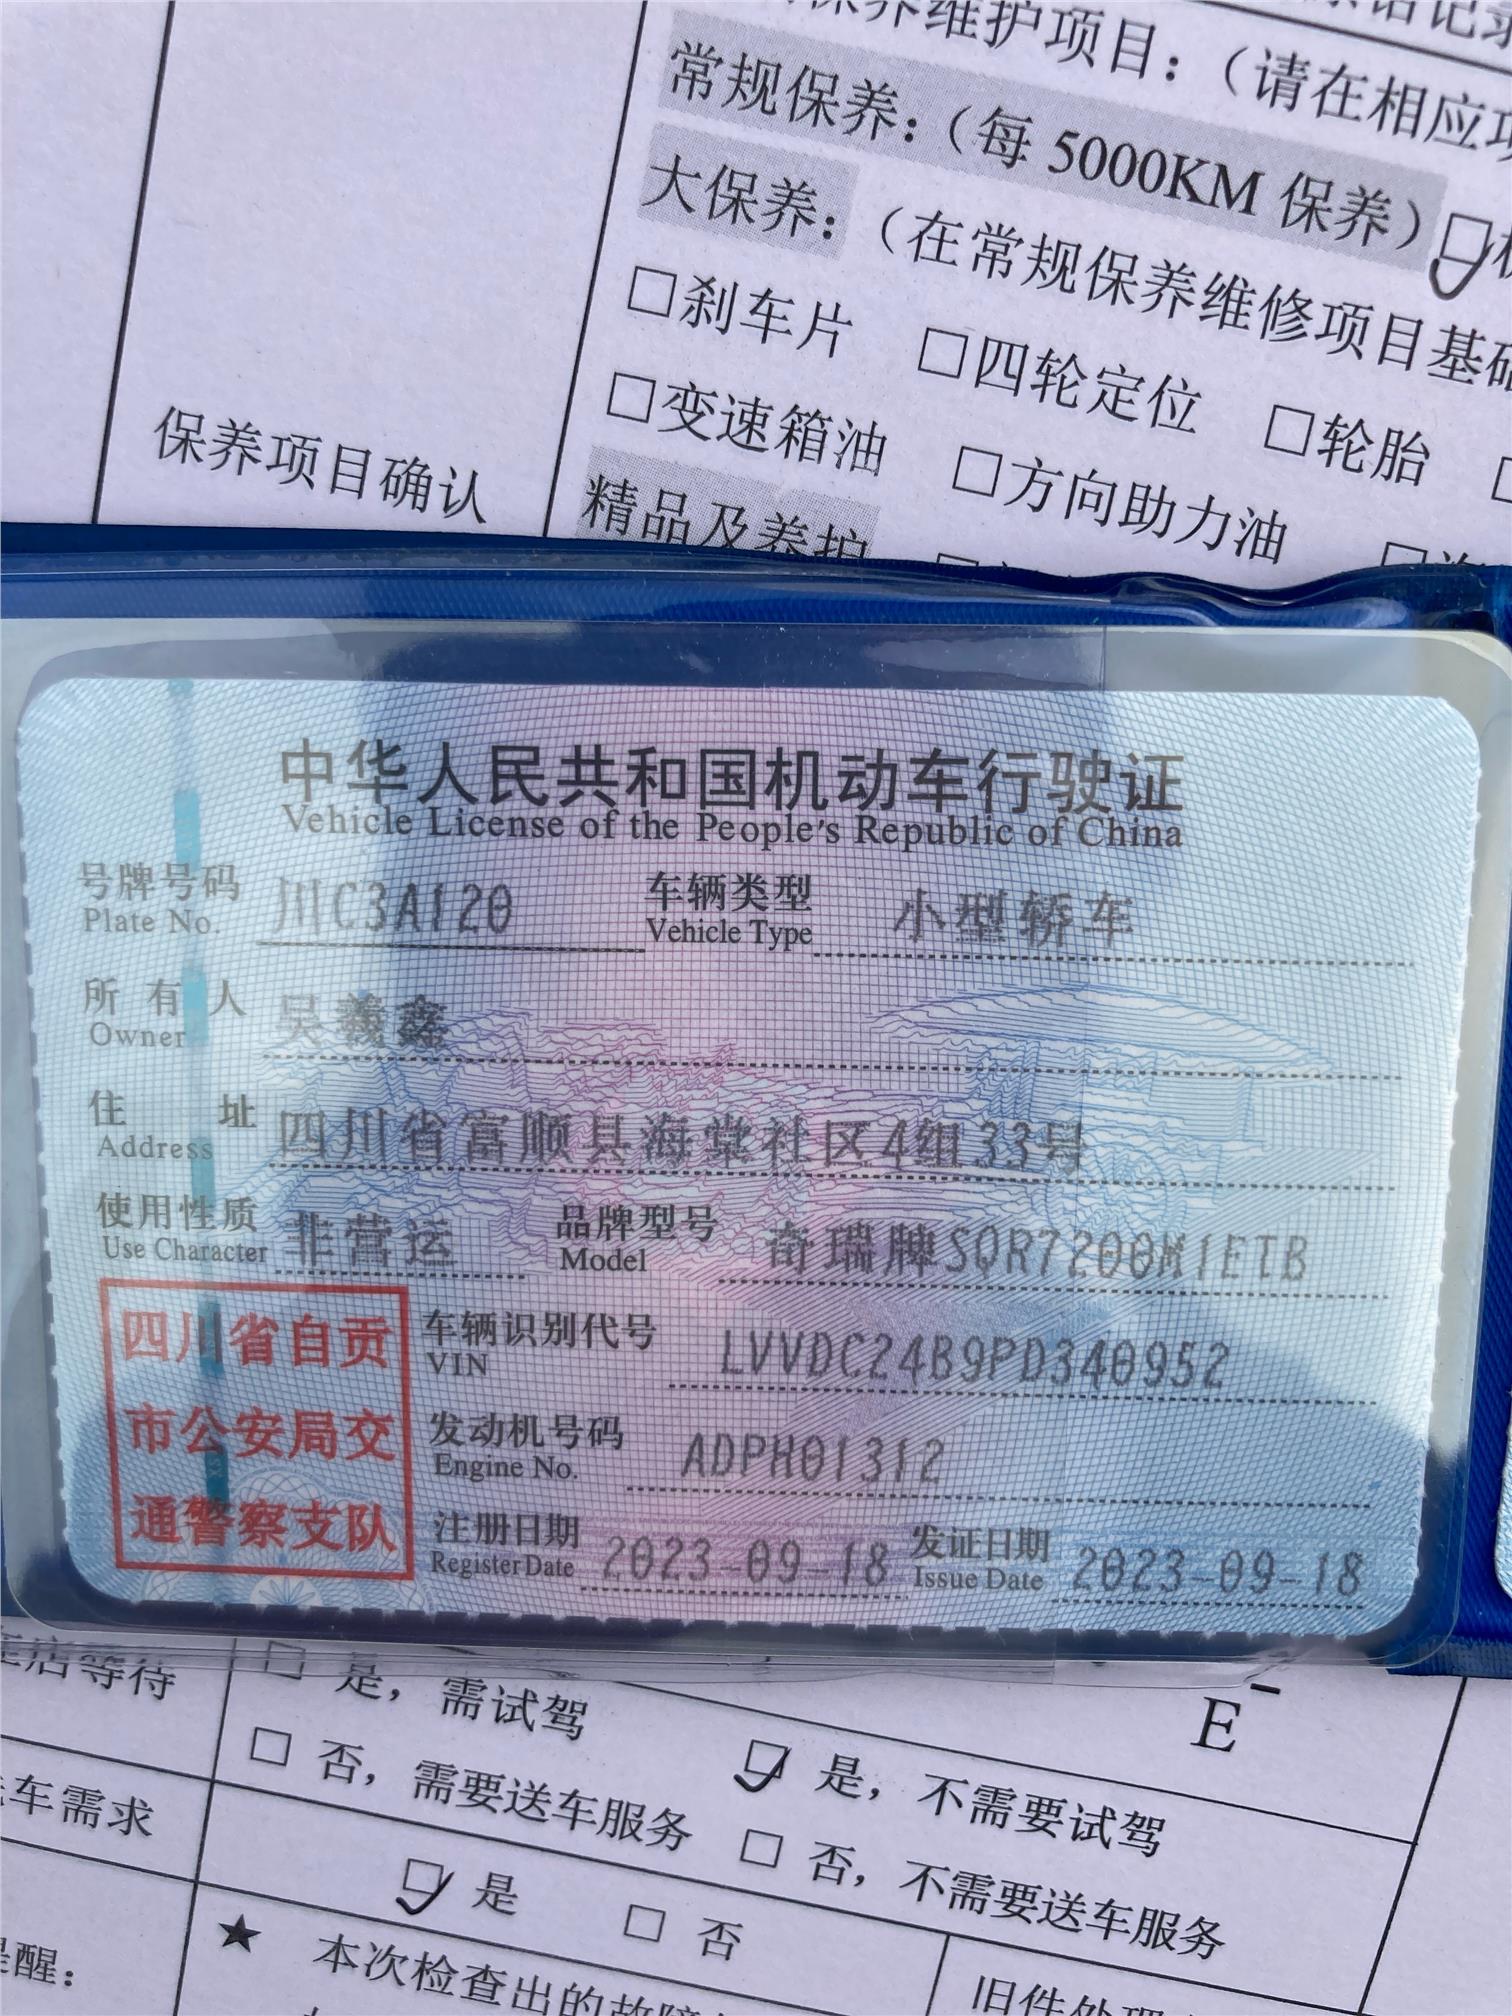 保养维护项目：（请在相应项
常规保养：（每 5000KM 保养）
大保养：（在常规保养维修项目基础
□刹车片 □四轮定位 □轮胎
□变速箱油 □方向助力油
保养项目确认
精品及养护
中华人民共和国机动车行驶证
Vehicle License of the People's Republic of China
号牌号码 川C3A120 车辆类型 小型轿车
Plate No. Vehicle Type
所有人 吴羲鑫
Owner
住址 四川省富顺县海棠社区4组33号
Address
使用性质 非营运 品牌型号 奇瑞牌SQR7200M1ETB
Use Character Model
四川省自贡
市公安局交
通警察支队
车辆识别代号 LVVDC24B9PD340952
VIN
发动机号码 ADPH01312
Engine No.
注册日期 2023-09-18 发证日期 2023-09-18
Register Date Issue Date
店等待
□ 是，需试驾 ☑ 是，不需要试驾
E
□ 否，需要送车服务 □ 否，不需要送车服务
车需求
☑ 是 □ 否
醒：
★ 本次检查出的故障
旧件处理